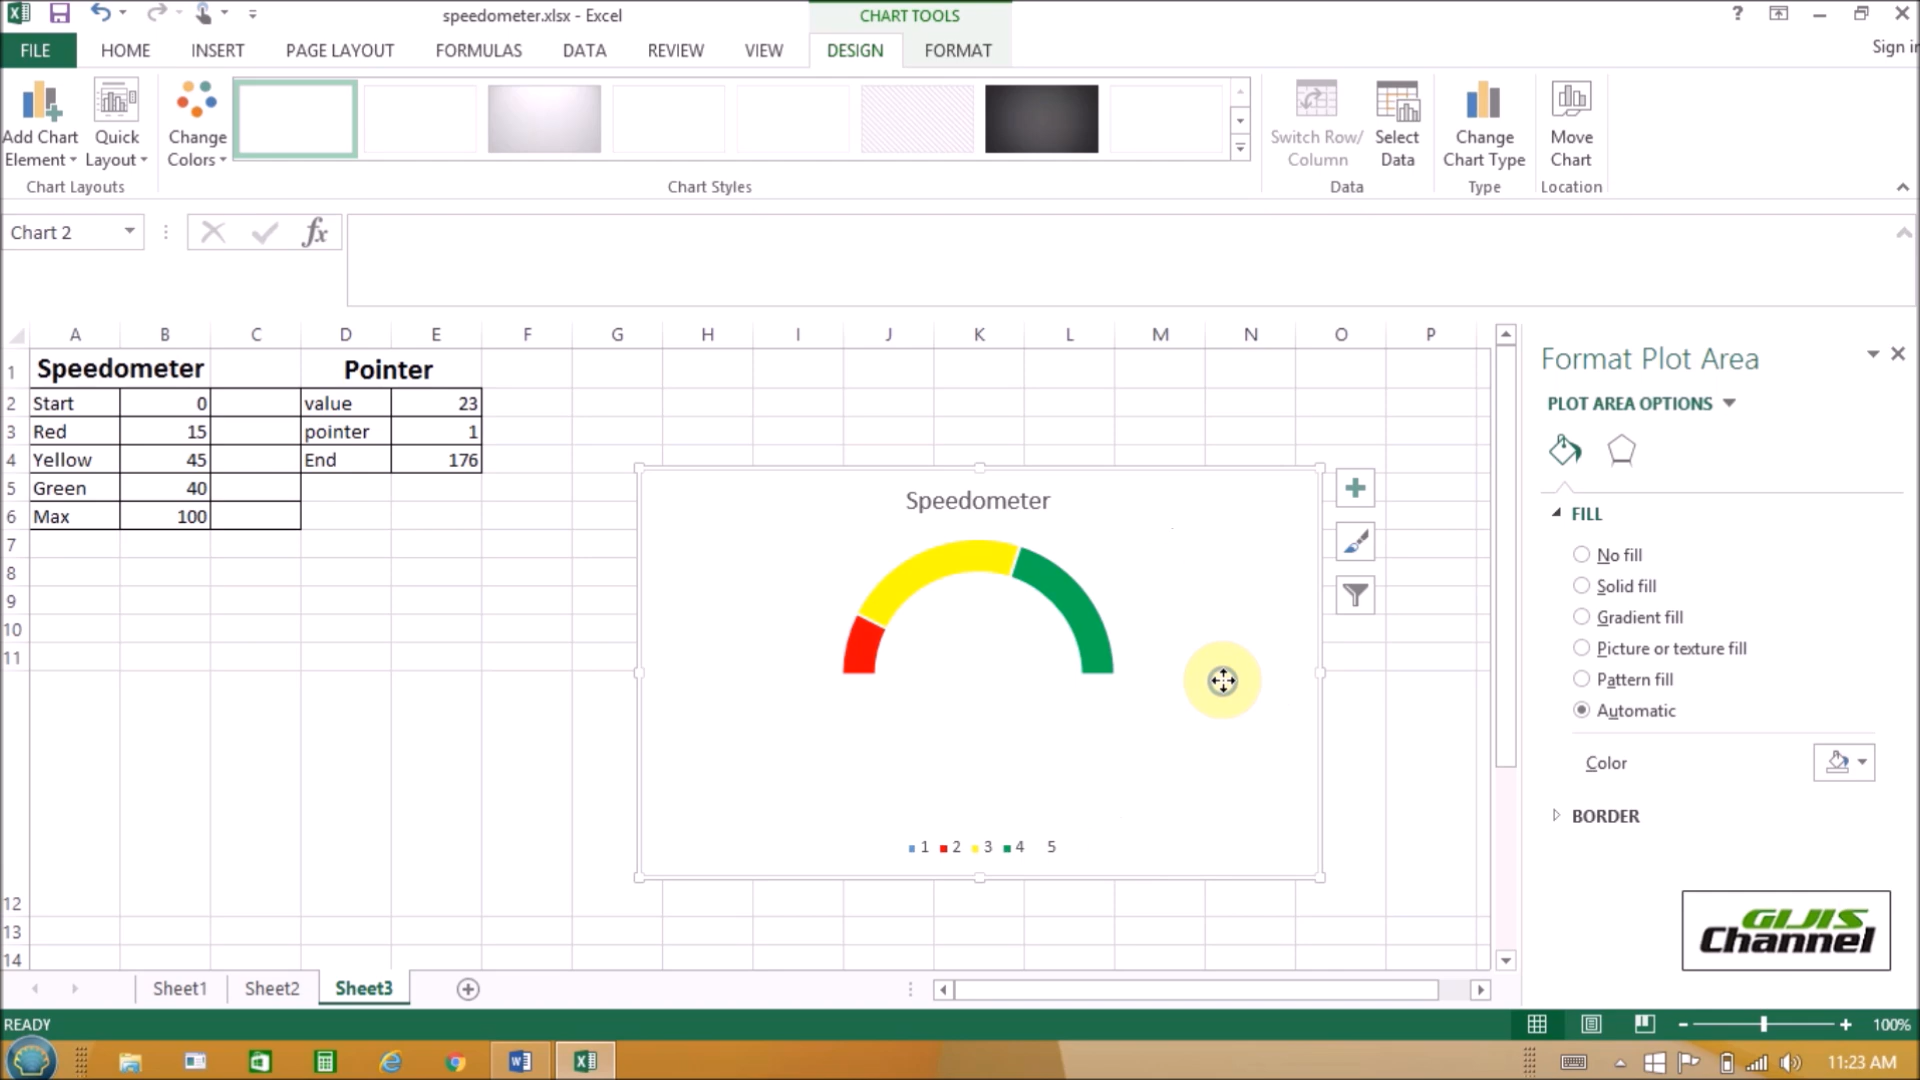 speedometer.xlsx - Excel
CHART TOOLS
?
Sign in
FILE HOME INSERT PAGE LAYOUT FORMULAS DATA REVIEW VIEW DESIGN FORMAT
Add Chart Element
Quick Layout
Change Colors
Switch Row/ Column
Select Data
Change Chart Type
Move Chart
Chart Layouts
Chart Styles
Data
Type
Location
Chart 2
fx
A B C D E F G H I J K L M N O P
1 Speedometer Pointer
2 Start 0 value 23
3 Red 15 pointer 1
4 Yellow 45 End 176
5 Green 40
6 Max 100
7
8
9
10
11
12
13
14
Speedometer
1 2 3 4 5
Format Plot Area
PLOT AREA OPTIONS
FILL
No fill
Solid fill
Gradient fill
Picture or texture fill
Pattern fill
Automatic
Color
BORDER
GIJIS
Channel
Sheet1 Sheet2 Sheet3
READY
100%
11:23 AM